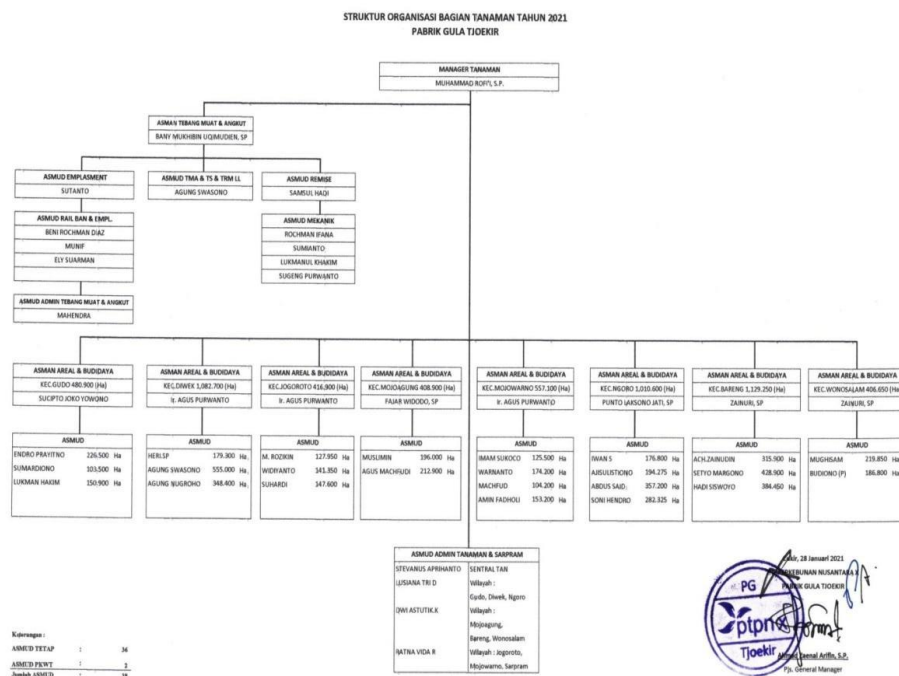 STRUKTUR ORGANISASI BAGIAN TANAMAN TAHUN 2021
PABRIK GULA TJOEKIR
MANAGER TANAMAN
MUHAMMAD ROFI'I, S.P.
ASMAN TEBANG MUAT & ANGKUT
BANY MUKHIBIN UQIMUDIEN, SP
ASMUD EMPLASMENT
SUTANTO
ASMUD TMA & TS & TRM LL
AGUNG SWASONO
ASMUD REMISE
SAMSUL HADI
ASMUD RAIL BAN & EMPL.
BENI ROCHMAN DIAZ
MUNIF
ELY SUARMAN
ASMUD MEKANIK
ROCHMAN IFANA
SUMIANTO
LUKMANUL KHAKIM
SUGENG PURWANTO
ASMUD ADMIN TEBANG MUAT & ANGKUT
MAHENDRA
ASMAN AREAL & BUDIDAYA
KEC.GUDO 480.900 (Ha)
SUCIPTO JOKO YOWONO
ASMAN AREAL & BUDIDAYA
KEC.DIWEK 1,082.700 (Ha)
Ir. AGUS PURWANTO
ASMAN AREAL & BUDIDAYA
KEC.JOGOROTO 416,900 (Ha)
Ir. AGUS PURWANTO
ASMAN AREAL & BUDIDAYA
KEC.MOJOAGUNG 408.900 (Ha)
FAJAR WIDODO, SP
ASMAN AREAL & BUDIDAYA
KEC.MOJOWARNO 557.100 (Ha)
Ir. AGUS PURWANTO
ASMAN AREAL & BUDIDAYA
KEC.NGORO 1,010.600 (Ha)
PUNTO LAKSONO JATI, SP
ASMAN AREAL & BUDIDAYA
KEC.BARENG 1,129.250 (Ha)
ZAINURI, SP
ASMAN AREAL & BUDIDAYA
KEC.WONOSALAM 406.650 (Ha)
ZAINURI, SP
ASMUD
ENDRO PRAYITNO 226.500 Ha
SUMARDIONO 103,500 Ha
LUKMAN HAKIM 150,900 Ha
ASMUD
HERI.SP 179.300 Ha.
AGUNG SWASONO 555.000 Ha
AGUNG NUGROHO 348.400 Ha
ASMUD
M. ROZIKIN 127.950 Ha
WIDIYANTO 141.350 Ha
SUHARDI 147.600 Ha
ASMUD
MUSLIMIN 196.000 Ha
AGUS MACHFUDI 212.900 Ha
ASMUD
IMAM SUKOCO 125.500 Ha
WARNANTO 174.200 Ha
MACHFUD 104.200 Ha
AMIN FADHOLI 153.200 Ha
ASMUD
IWAN S 176.800 Ha
AJISULISTIONO 194.275 Ha
ABDUS SAID. 357.200 Ha
SONI HENDRO 282.325 Ha
ASMUD
ACH.ZAINUDIN 315.900 Ha
SETYO MARGONO 428.900 Ha
HADI SISWOYO 384.450 Ha
ASMUD
MUGHISAM 219.850 Ha
BUDIONO (P) 186.800 Ha
ASMUD ADMIN TANAMAN & SARPRAM
STEVANUS APRIHANTO SENTRAL TAN
LUSIANA TRI D Wilayah :
Gudo, Diwek, Ngoro
DWI ASTUTIK.K Wilayah :
Mojoagung,
Bareng, Wonosalam
RATNA VIDA R Wilayah : Jogoroto,
Mojowarno, Sarpram
28 Januari 2021
PERKEBUNAN NUSANTARA X
PABRIK GULA TJOEKIR
PG
ptpn x
Tjoekir
Zaenal Arifin, S.P.
Pjs. General Manager
Keterangan :
ASMUD TETAP : 36
ASMUD PKWT : 2
Jumlah ASMUD :